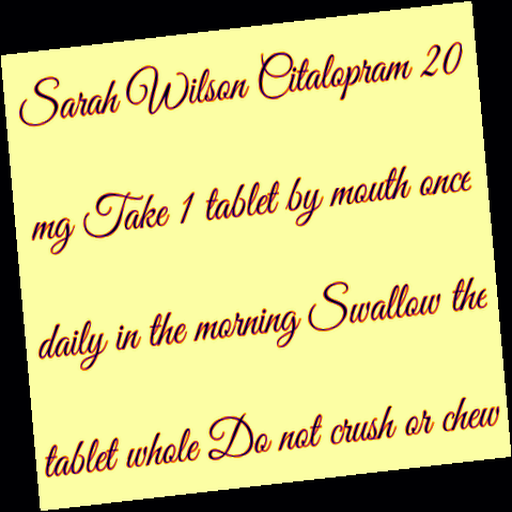 Sarah Wilson Citalopram 20
mg Take 1 tablet by mouth once
daily in the morning Swallow the
tablet whole Do not crush or chew